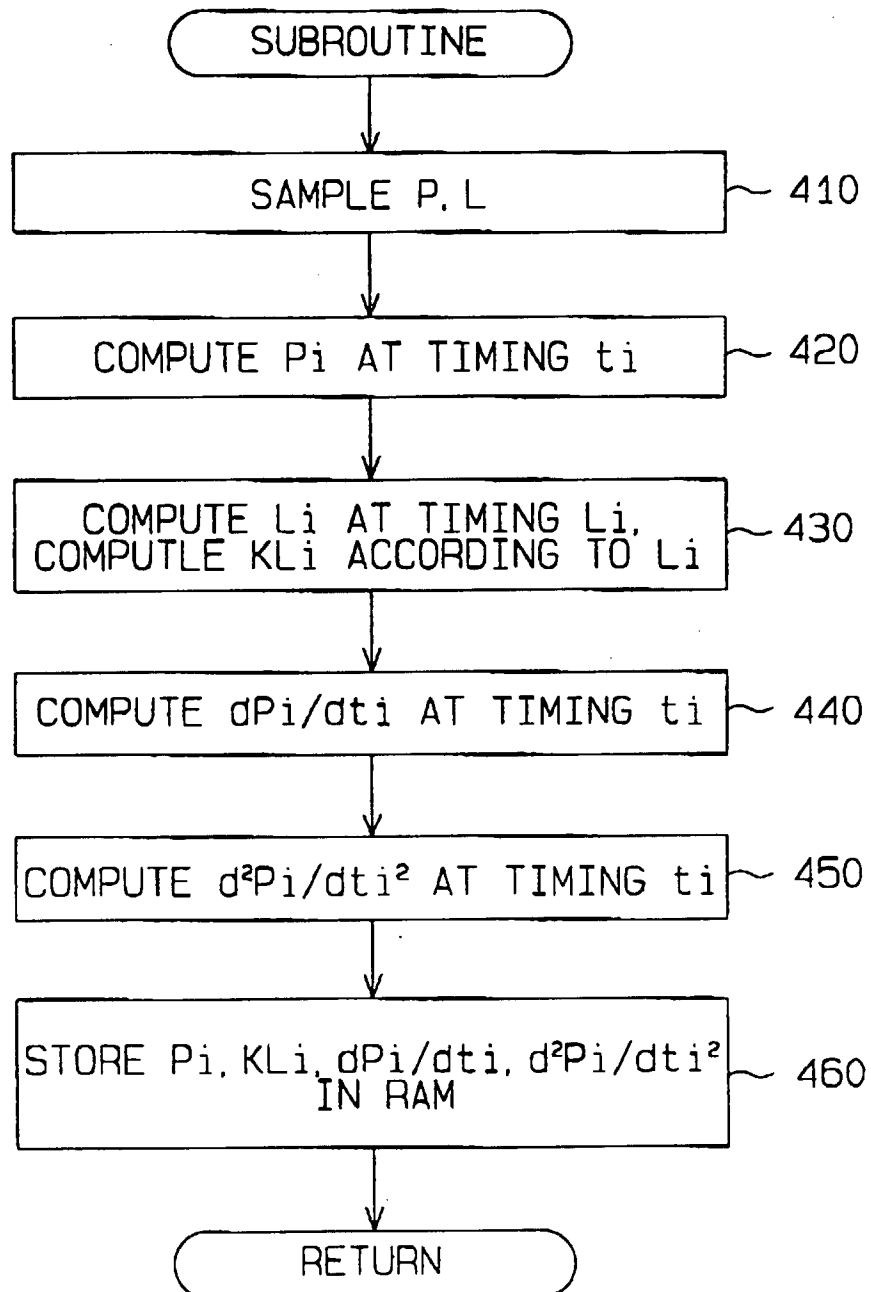 SUBROUTINE
SAMPLE P, L
410
COMPUTE Pi AT TIMING ti
420
COMPUTE Li AT TIMING Li,
COMPUTLE KLi ACCORDING TO Li
430
COMPUTE dPi/dti AT TIMING ti
440
COMPUTE d²Pi/dti² AT TIMING ti
450
STORE Pi, KLi, dPi/dti, d²Pi/dti²
IN RAM
460
RETURN